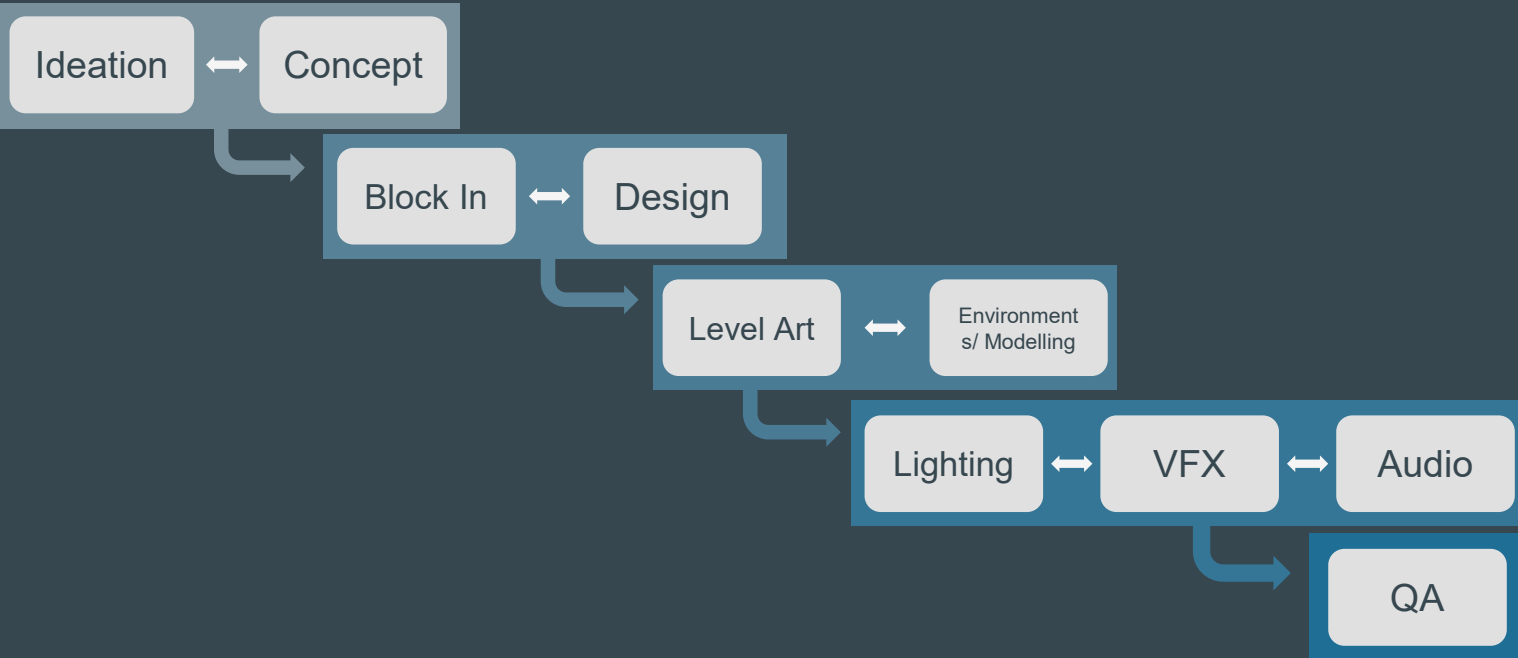 Ideation
Concept
Block In
Design
Level Art
Environment
s/ Modelling
Lighting
VFX
Audio
QA